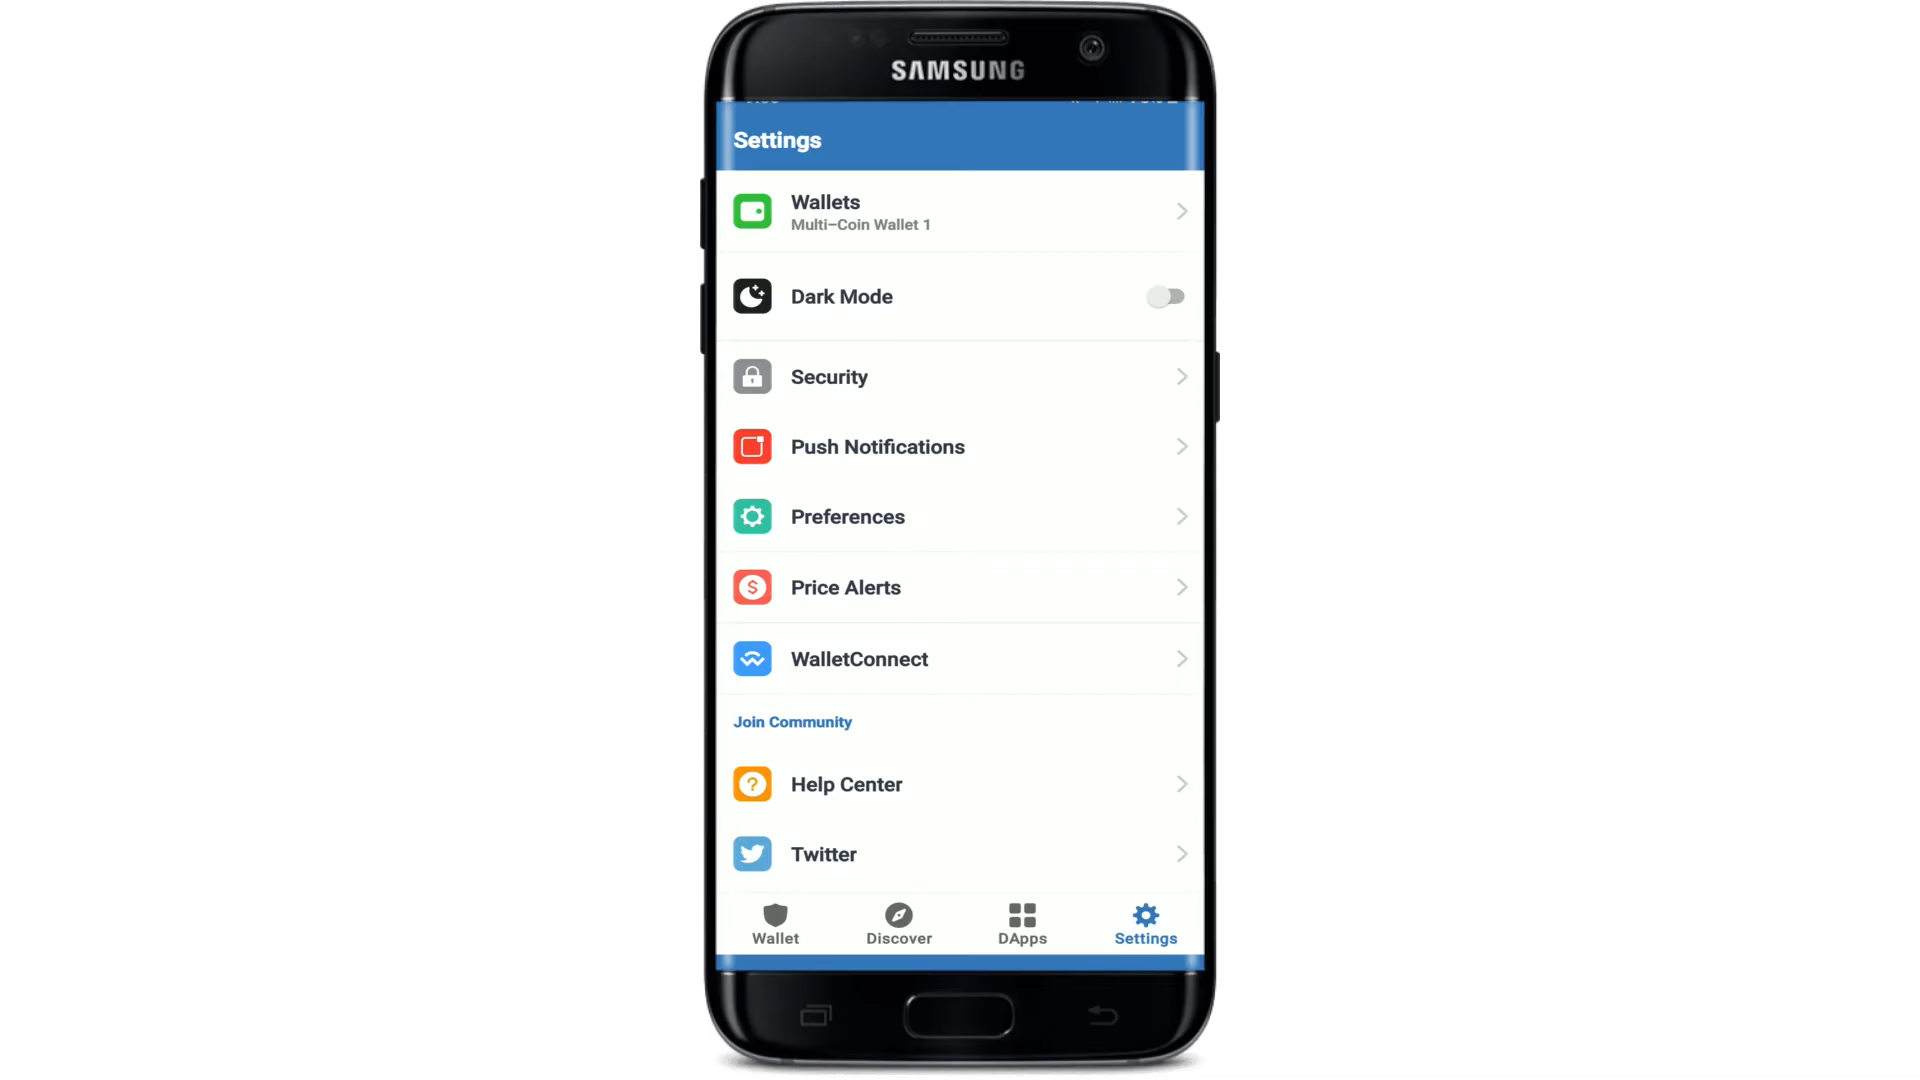 SAMSUNG
Settings
Wallets
Multi-Coin Wallet 1
Dark Mode
Security
Push Notifications
Preferences
Price Alerts
WalletConnect
Join Community
Help Center
Twitter
Wallet
Discover
DApps
Settings